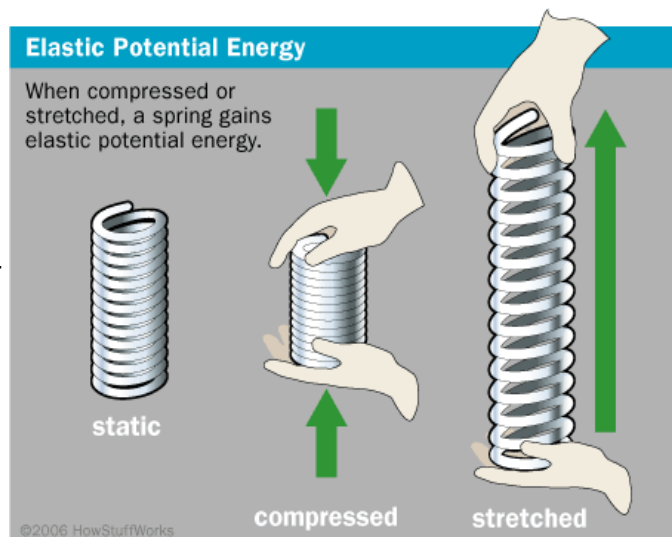 Elastic Potential Energy
When compressed or
stretched, a spring gains
elastic potential energy.
static
compressed
stretched
©2006 HowStuffWorks